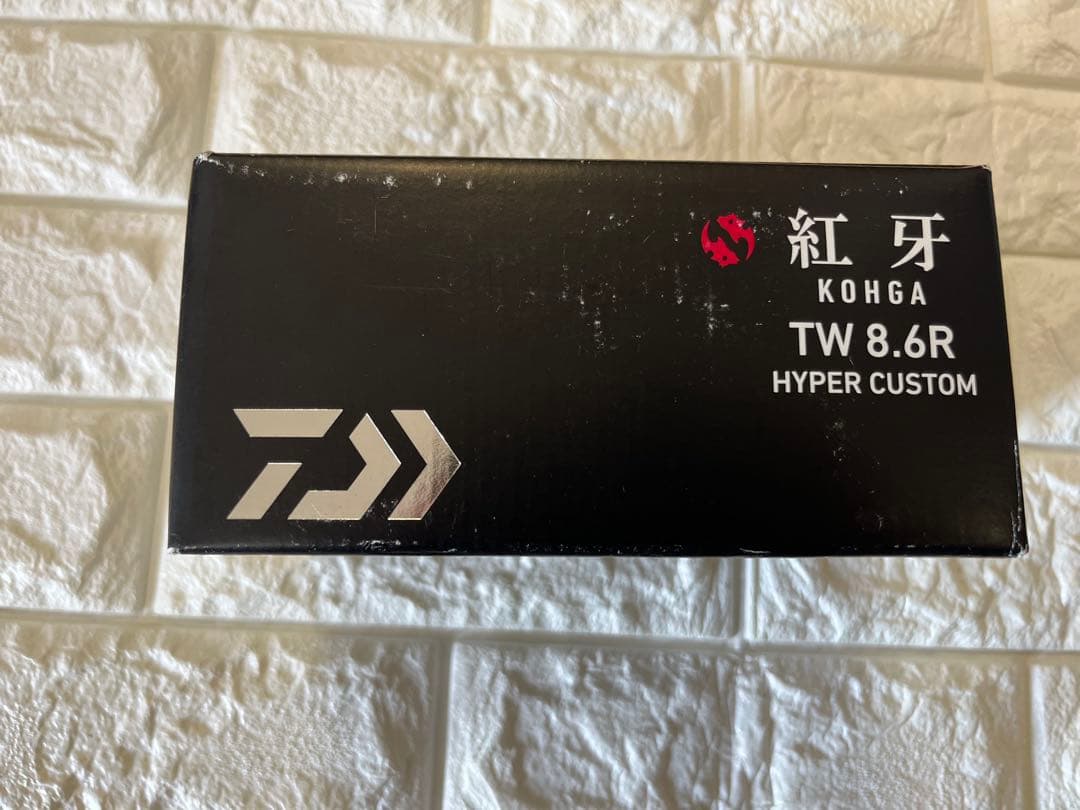 紅牙
KOHGA
TW 8.6R
HYPER CUSTOM